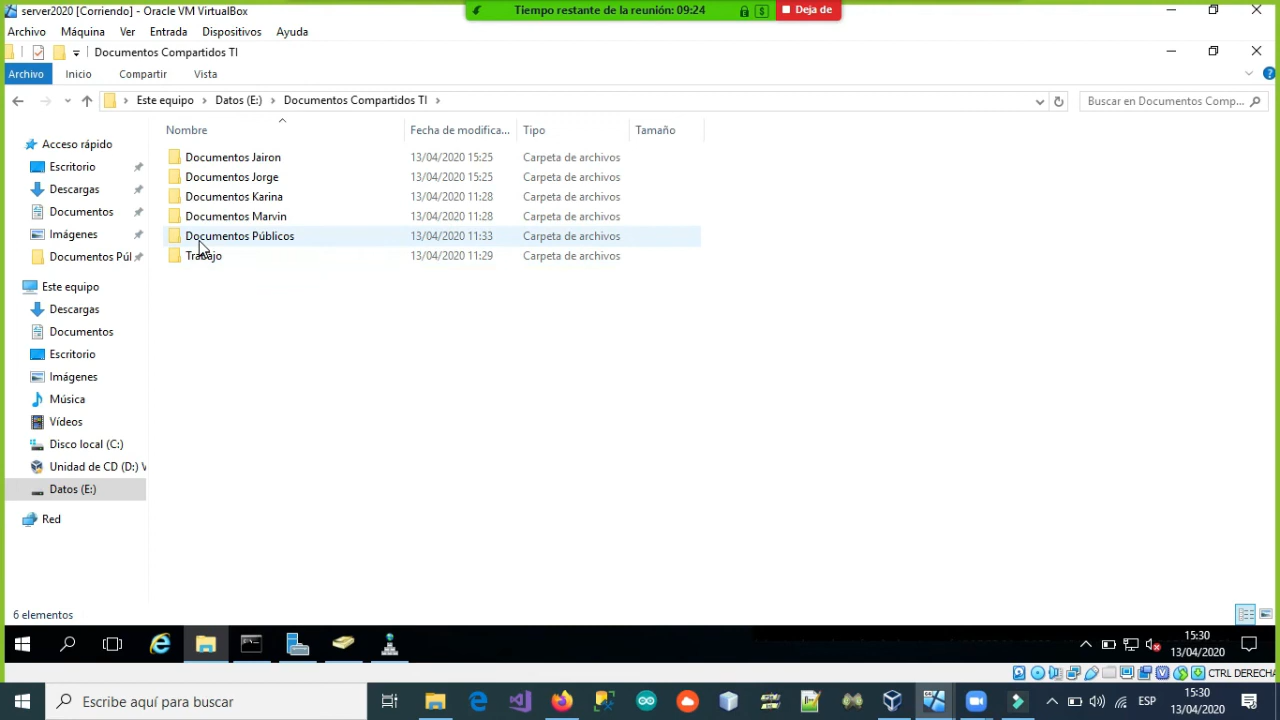 server2020 [Corriendo] - Oracle VM VirtualBox
Tiempo restante de la reunión: 09:24
Deja de
Archivo Máquina Ver Entrada Dispositivos Ayuda
Documentos Compartidos TI
Archivo Inicio Compartir Vista
Este equipo > Datos (E:) > Documentos Compartidos TI >
Buscar en Documentos Comp...
Nombre Fecha de modifica... Tipo Tamaño
Acceso rápido
Escritorio
Descargas
Documentos
Imágenes
Documentos Púl
Este equipo
Descargas
Documentos
Escritorio
Imágenes
Música
Vídeos
Disco local (C:)
Unidad de CD (D:) V
Datos (E:)
Red
Documentos Jairon 13/04/2020 15:25 Carpeta de archivos
Documentos Jorge 13/04/2020 15:25 Carpeta de archivos
Documentos Karina 13/04/2020 11:28 Carpeta de archivos
Documentos Marvin 13/04/2020 11:28 Carpeta de archivos
Documentos Públicos 13/04/2020 11:33 Carpeta de archivos
Trabajo 13/04/2020 11:29 Carpeta de archivos
6 elementos
15:30
13/04/2020
CTRL DERECHA
Escribe aquí para buscar
ESP
15:30
13/04/2020